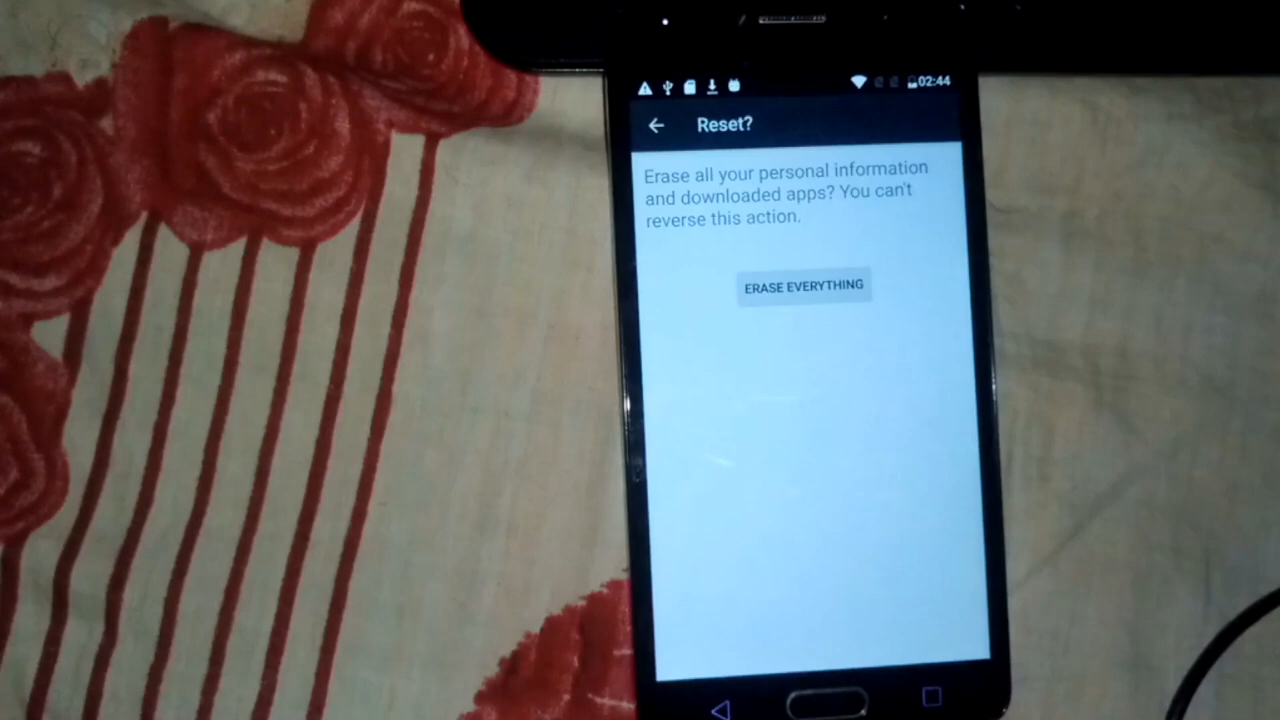 02:44
Reset?
Erase all your personal information
and downloaded apps? You can't
reverse this action.
ERASE EVERYTHING